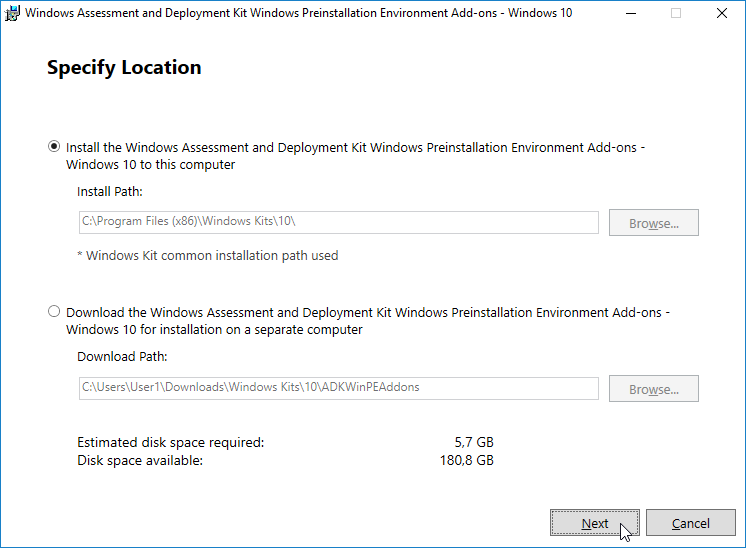 Windows Assessment and Deployment Kit Windows Preinstallation Environment Add-ons - Windows 10
Specify Location
Install the Windows Assessment and Deployment Kit Windows Preinstallation Environment Add-ons -
Windows 10 to this computer
Install Path:
C:\Program Files (x86)\Windows Kits\10\
Browse...
* Windows Kit common installation path used
Download the Windows Assessment and Deployment Kit Windows Preinstallation Environment Add-ons -
Windows 10 for installation on a separate computer
Download Path:
C:\Users\User1\Downloads\Windows Kits\10\ADKWinPEAddons
Browse...
Estimated disk space required: 5,7 GB
Disk space available: 180,8 GB
Next Cancel